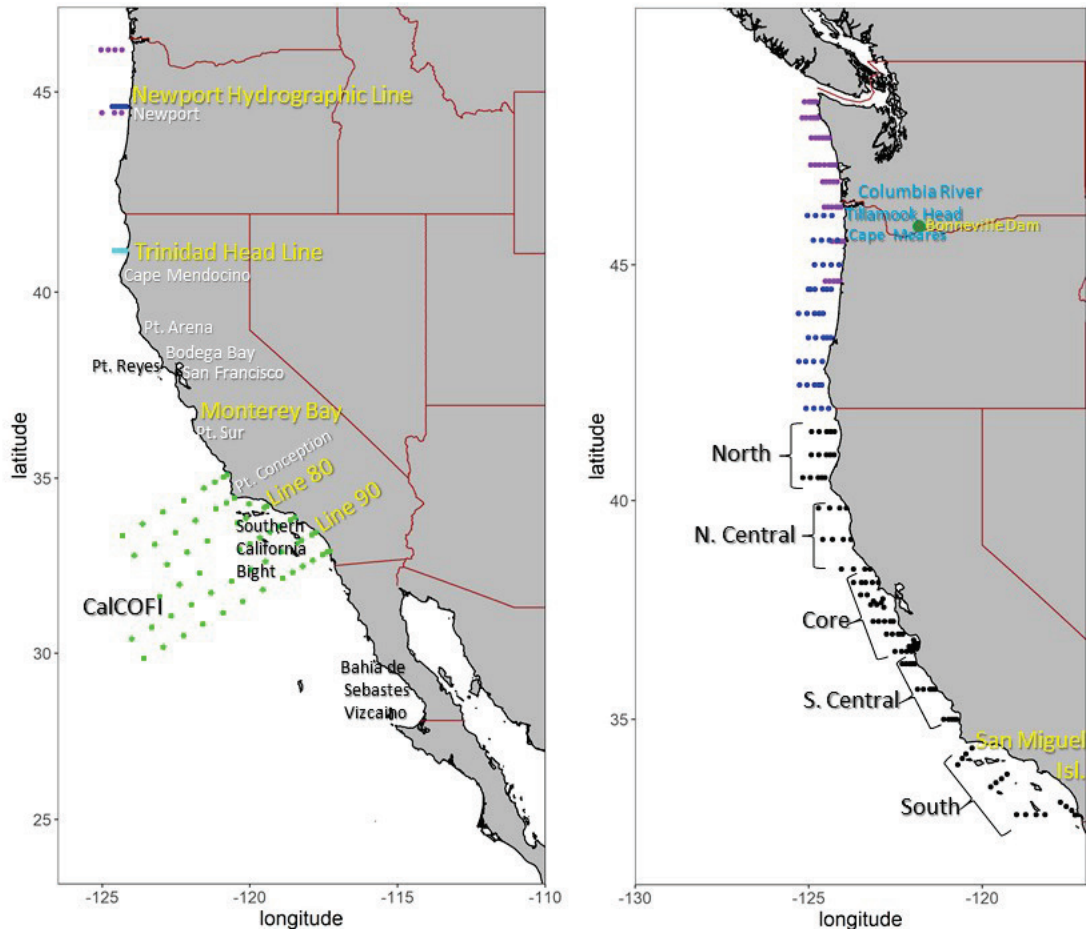 45
40
35
30
25
latitude
-125
-120
-115
-110
longitude
Newport Hydrographic Line
Newport
Trinidad Head Line
Cape Mendocino
Pt. Arena
Bodega Bay
Pt. Reyes
San Francisco
Monterey Bay
Pt. Sur
Pt. Conception
Line 80
Line 90
Southern
California
Bight
CalCOFI
Bahia de
Sebastes
Vizcaino
45
40
35
latitude
-130
-125
-120
longitude
Columbia River
Tillamook Head
Bonneville Dam
Cape Meares
North
N. Central
Core
S. Central
San Miguel
Isl.
South